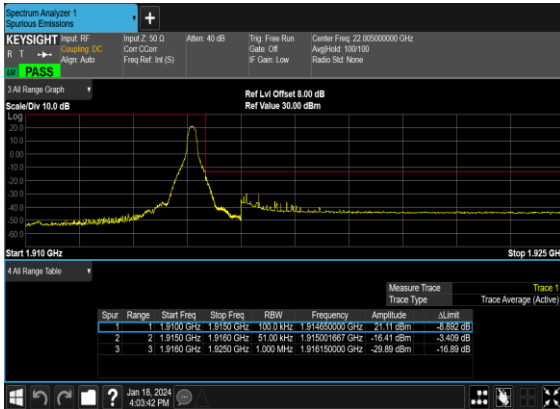 Spectrum Analyzer 1
Spurious Emissions
+
KEYSIGHT Input: RF Input Z: 50 Ω Atten: 40 dB Trig: Free Run Center Freq: 22.005000000 GHz
R T Coupling: DC Corr CCorr Gate: Off Avg|Hold: 100/100
Align: Auto Freq Ref: Int (S) IF Gain: Low Radio Std: None
PASS
3 All Range Graph
Ref Lvl Offset 8.00 dB
Scale/Div 10.0 dB Ref Value 30.00 dBm
Log
20.0
10.0
0.00
-10.0
-20.0
-30.0
-40.0
-50.0
-60.0
Start 1.910 GHz Stop 1.925 GH
4 All Range Table
Measure Trace Trace 1
Trace Type Trace Average (Active)
Spur Range Start Freq Stop Freq RBW Frequency Amplitude ΔLimit
1 1 1.9100 GHz 1.9150 GHz 100.0 kHz 1.914650000 GHz 21.11 dBm -8.892 dB
2 2 1.9150 GHz 1.9160 GHz 51.00 kHz 1.915001667 GHz -16.41 dBm -3.409 dB
3 3 1.9160 GHz 1.9250 GHz 1.000 MHz 1.916150000 GHz -29.89 dBm -16.89 dB
?
Jan 18, 2024
4:03:42 PM